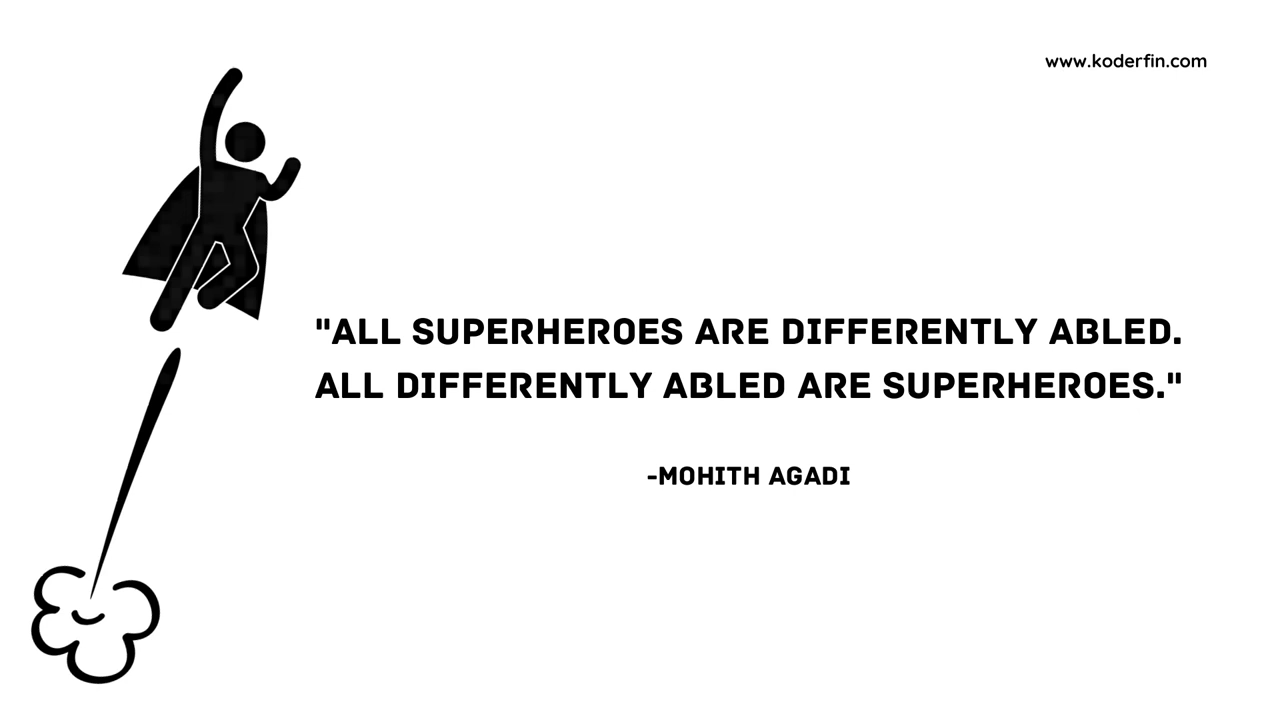 www.koderfin.com
"ALL SUPERHEROES ARE DIFFERENTLY ABLED.
ALL DIFFERENTLY ABLED ARE SUPERHEROES."
-MOHITH AGADI